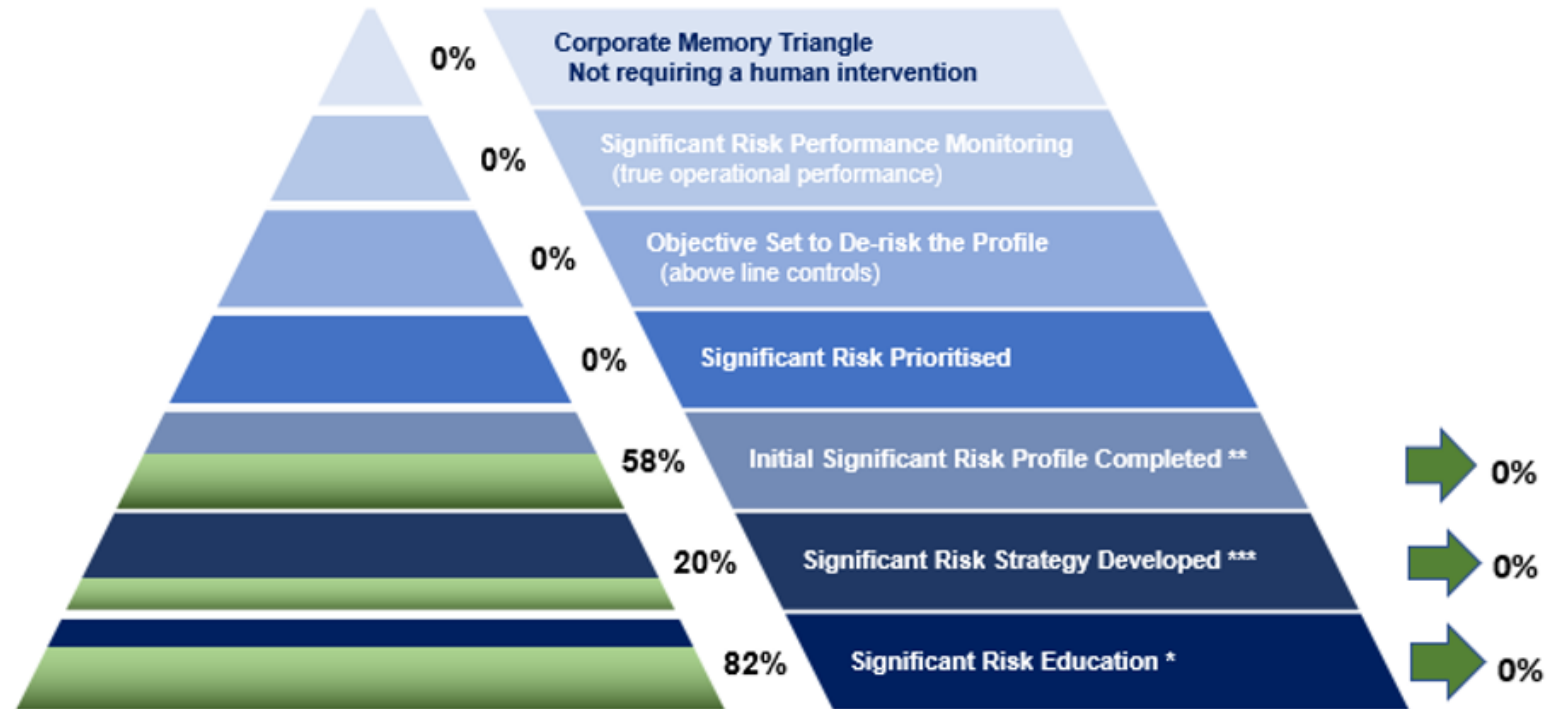 0%
Corporate Memory Triangle
Not requiring a human intervention
0%
Significant Risk Performance Monitoring
(true operational performance)
0%
Objective Set to De-risk the Profile
(above line controls)
0%
Significant Risk Prioritised
58%
Initial Significant Risk Profile Completed **
0%
20%
Significant Risk Strategy Developed ***
0%
82%
Significant Risk Education *
0%